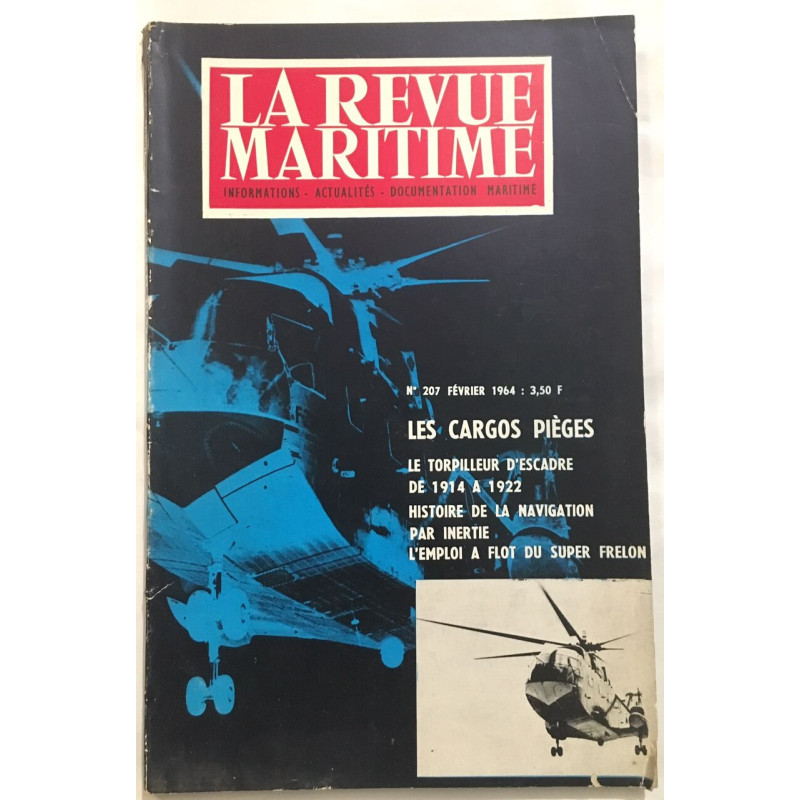 LA REVUE
MARITIME
INFORMATIONS - ACTUALITÉS - DOCUMENTATION MARITIME
N° 207 FÉVRIER 1964 : 3,50 F
LES CARGOS PIÈGES
LE TORPILLEUR D'ESCADRE
DE 1914 A 1922
HISTOIRE DE LA NAVIGATION
PAR INERTIE
L'EMPLOI A FLOT DU SUPER FRELON